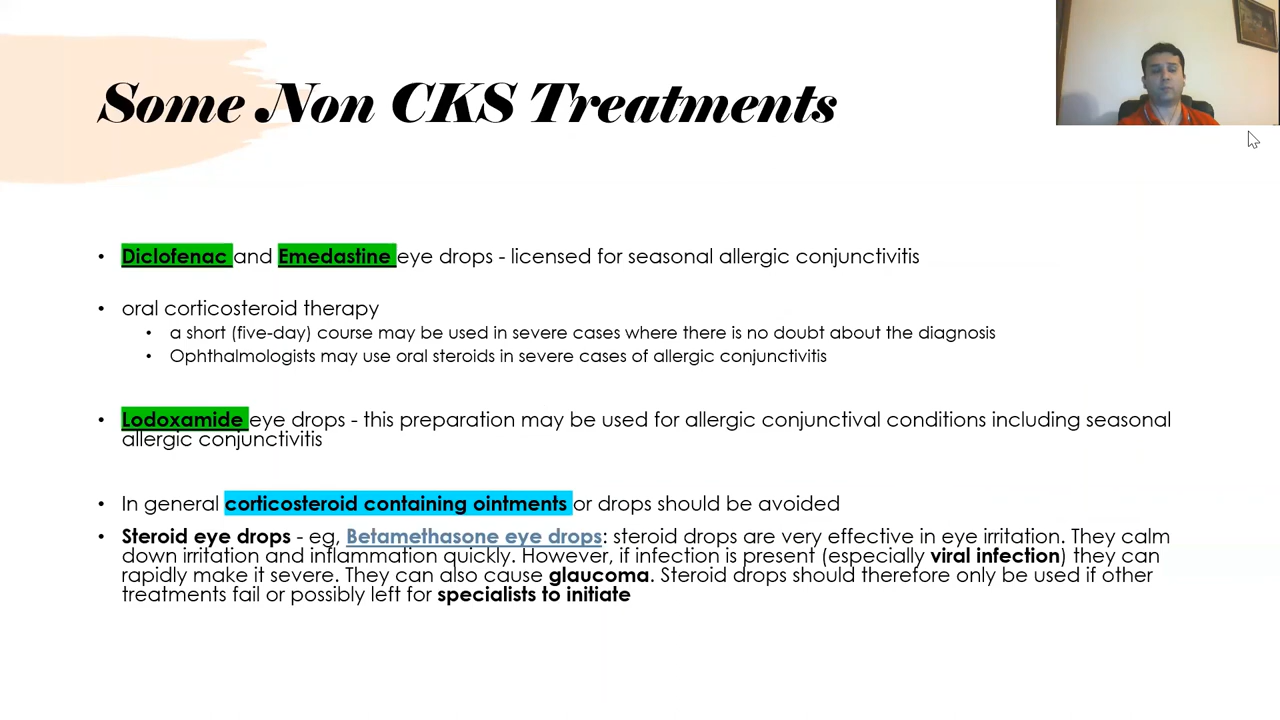 Some Non CKS Treatments
• Diclofenac and Emedastine eye drops - licensed for seasonal allergic conjunctivitis
• oral corticosteroid therapy
• a short (five-day) course may be used in severe cases where there is no doubt about the diagnosis
• Ophthalmologists may use oral steroids in severe cases of allergic conjunctivitis
• Lodoxamide eye drops - this preparation may be used for allergic conjunctival conditions including seasonal
allergic conjunctivitis
• In general corticosteroid containing ointments or drops should be avoided
• Steroid eye drops - eg, Betamethasone eye drops: steroid drops are very effective in eye irritation. They calm
down irritation and inflammation quickly. However, if infection is present (especially viral infection) they can
rapidly make it severe. They can also cause glaucoma. Steroid drops should therefore only be used if other
treatments fail or possibly left for specialists to initiate